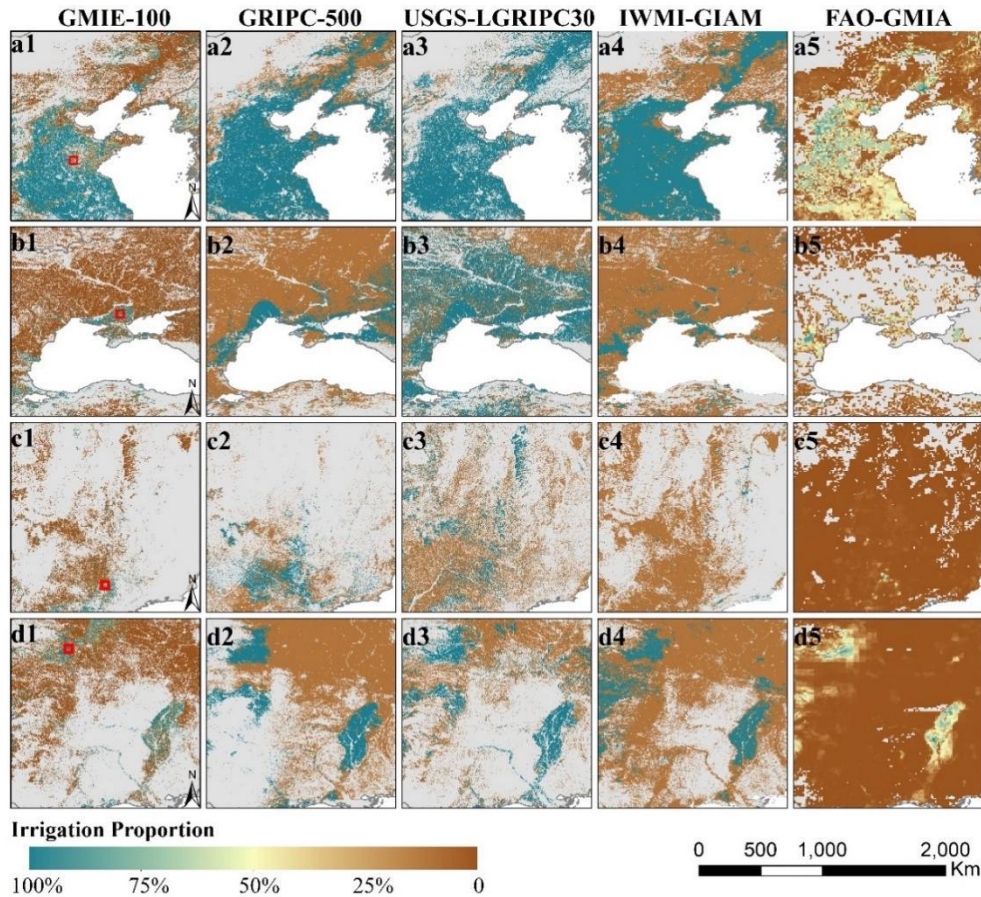 GMIE-100 GRIPC-500 USGS-LGRIPC30 IWMI-GIAM FAO-GMIA
a1 a2 a3 a4 a5
N
b1 b2 b3 b4 b5
N
c1 c2 c3 c4 c5
N
d1 d2 d3 d4 d5
N
Irrigation Proportion
100% 75% 50% 25% 0
0 500 1,000 2,000
Km